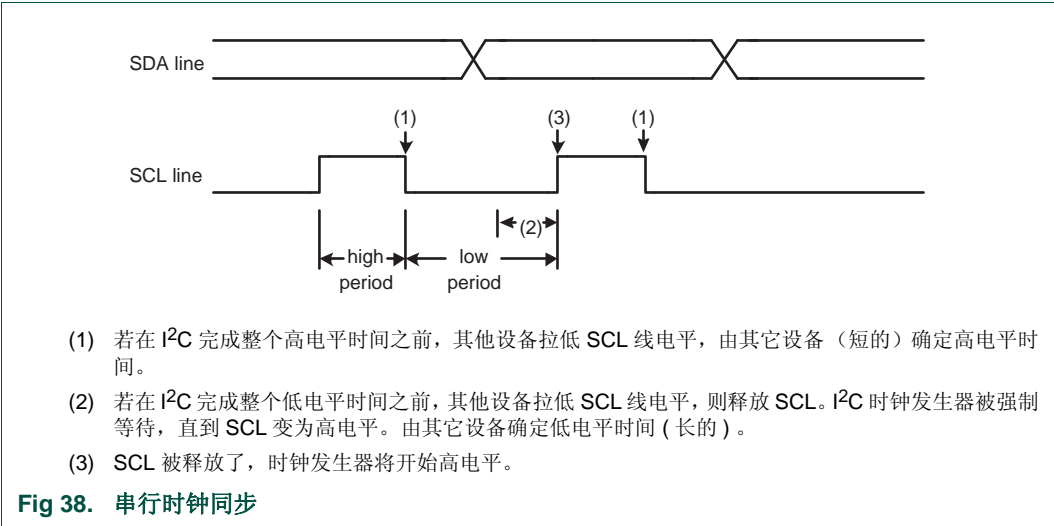 SDA line
(1) (3) (1)
SCL line
(2)
high low
period period
(1) 若在 I²C 完成整个高电平时间之前，其他设备拉低 SCL 线电平，由其它设备（短的）确定高电平时
间。
(2) 若在 I²C 完成整个低电平时间之前，其他设备拉低 SCL 线电平，则释放 SCL。I²C 时钟发生器被强制
等待，直到 SCL 变为高电平。由其它设备确定低电平时间 ( 长的 ) 。
(3) SCL 被释放了，时钟发生器将开始高电平。
Fig 38. 串行时钟同步